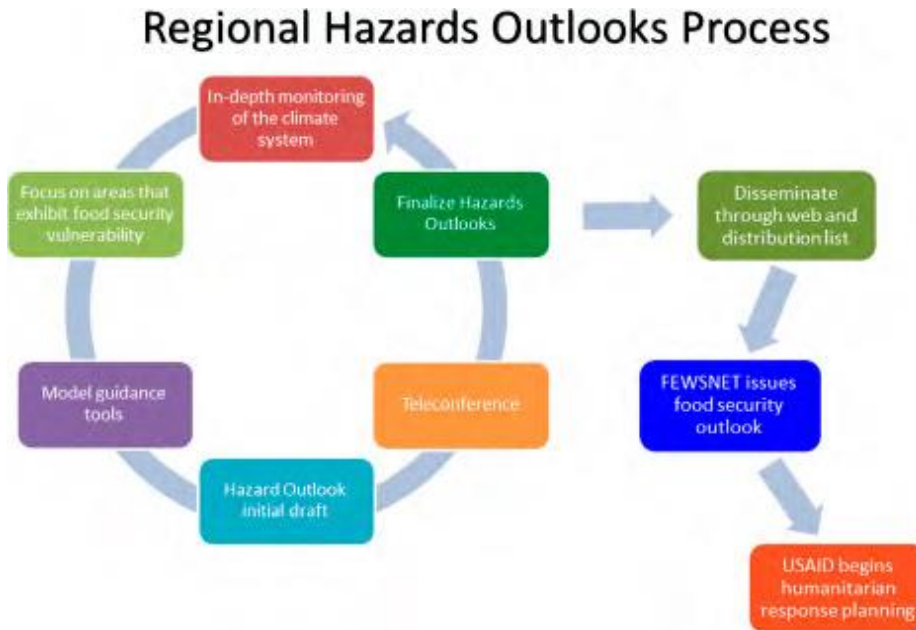 Regional Hazards Outlooks Process
In-depth monitoring
of the climate
system
Focus on areas that
exhibit food security
vulnerability
Finalize Hazards
Outlooks
Disseminate
through web and
distribution list
Model guidance
tools
Teleconference
FEWSNET issues
food security
outlook
Hazard Outlook
initial draft
USAID begins
humanitarian
response planning